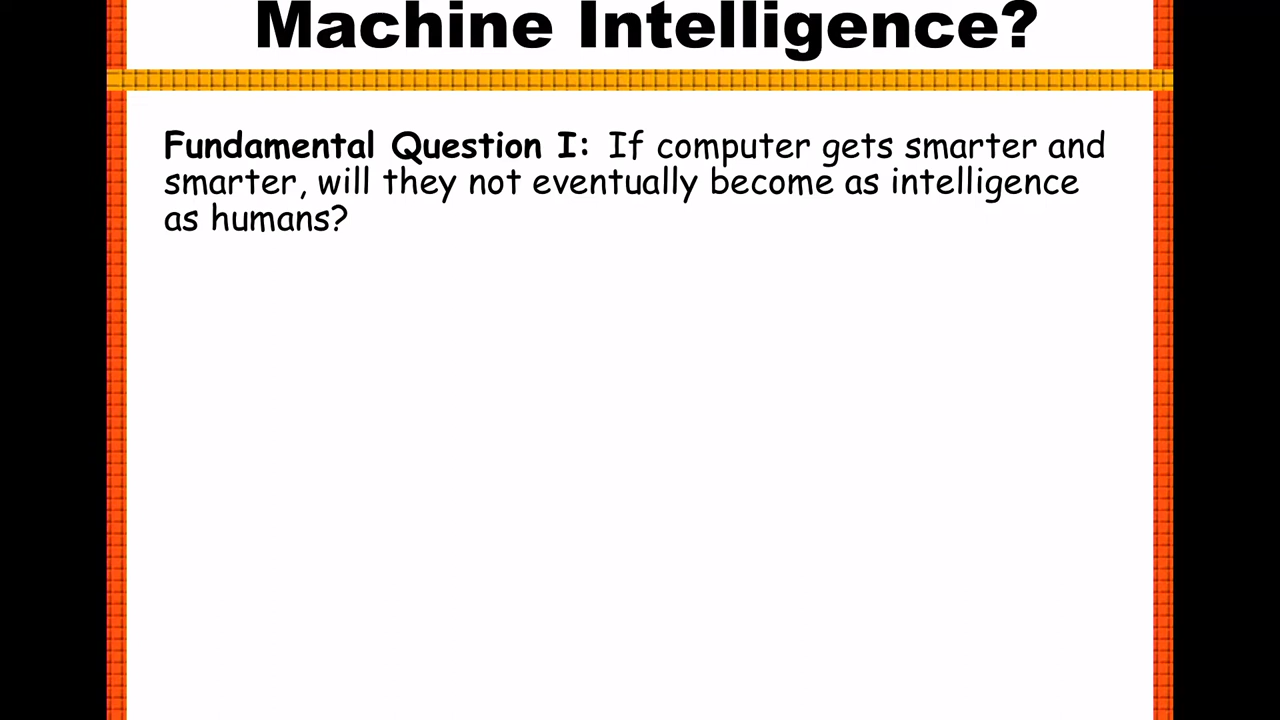 Machine Intelligence?
Fundamental Question I: If computer gets smarter and
smarter, will they not eventually become as intelligence
as humans?